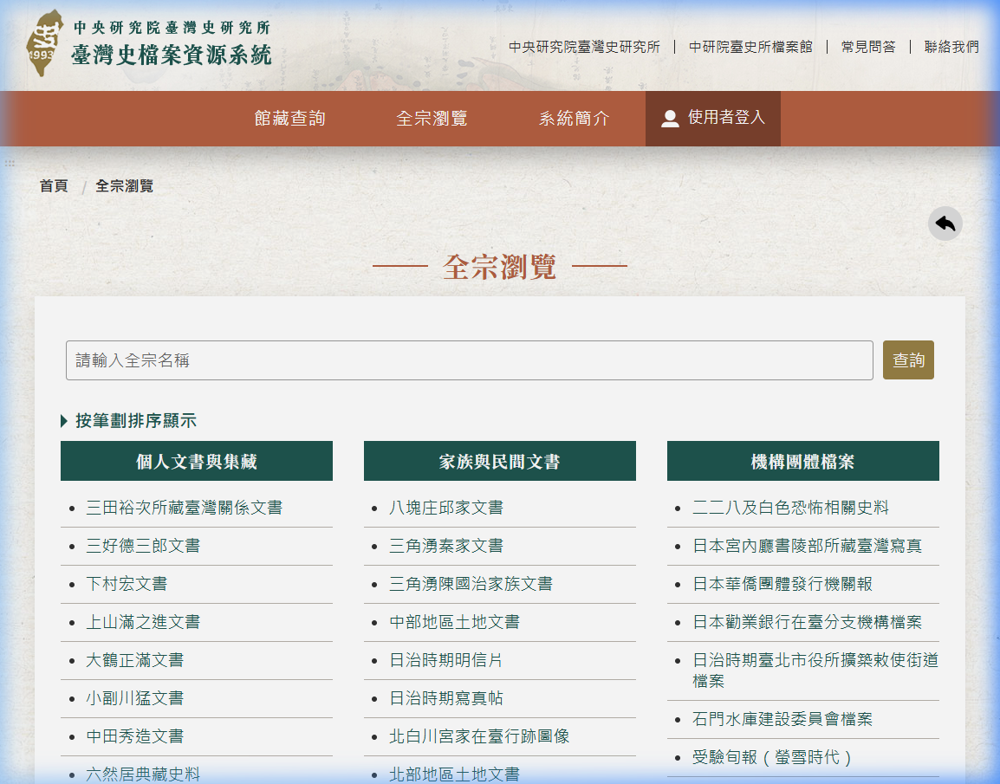 中央研究院臺灣史研究所
臺灣史檔案資源系統
1993
中央研究院臺灣史研究所 | 中研院臺史所檔案館 | 常見問答 | 聯絡我們
館藏查詢 全宗瀏覽 系統簡介 使用者登入
:::
首頁 / 全宗瀏覽
全宗瀏覽
請輸入全宗名稱 查詢
按筆劃排序顯示
個人文書與集藏
三田裕次所藏臺灣關係文書
三好德三郎文書
下村宏文書
上山滿之進文書
大鶴正滿文書
小副川猛文書
中田秀造文書
六然居典藏史料
家族與民間文書
八塊庄邱家文書
三角湧秦家文書
三角湧陳國治家族文書
中部地區土地文書
日治時期明信片
日治時期寫真帖
北白川宮家在臺行跡圖像
北部地區土地文書
機構團體檔案
二二八及白色恐怖相關史料
日本宮內廳書陵部所藏臺灣寫真
日本華僑團體發行機關報
日本勸業銀行在臺分支機構檔案
日治時期臺北市役所擴築敕使街道
檔案
石門水庫建設委員會檔案
受驗旬報（螢雪時代）